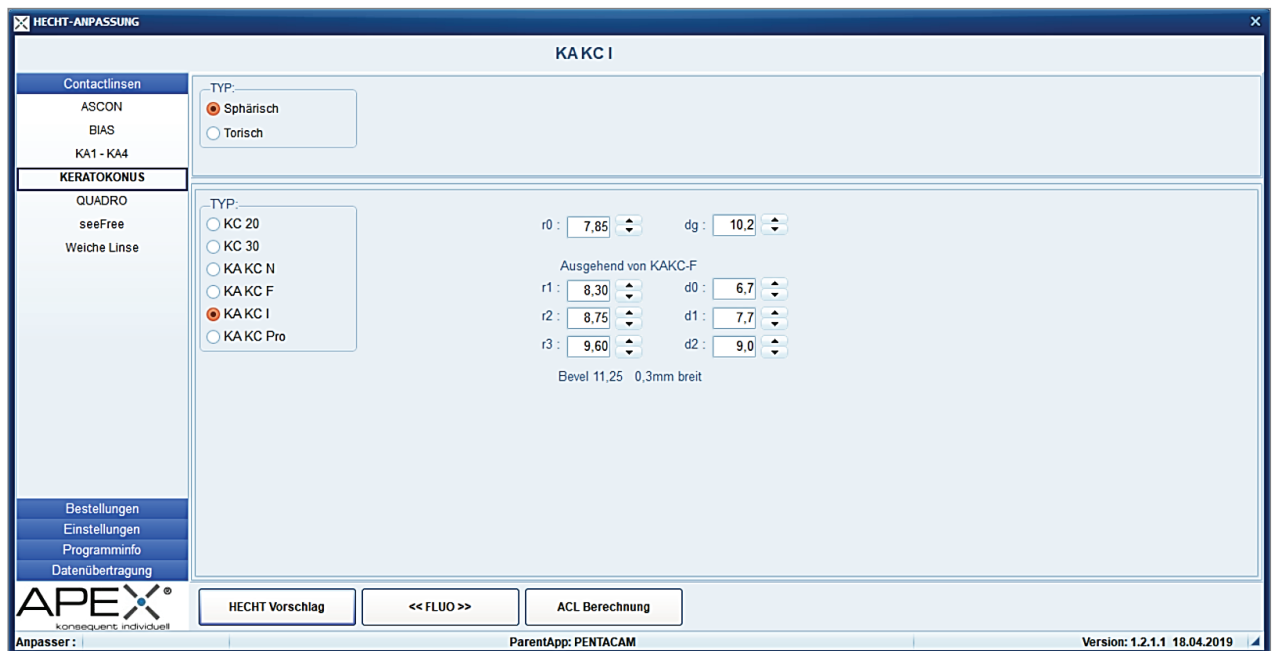 HECHT-ANPASSUNG
KA KC I
Contactlinsen
ASCON
BIAS
KA1 - KA4
KERATOKONUS
QUADRO
seeFree
Weiche Linse
TYP:
Sphärisch
Torisch
TYP:
KC 20
KC 30
KA KC N
KA KC F
KA KC I
KA KC Pro
r0 : 7,85 dg : 10,2
Ausgehend von KAKC-F
r1 : 8,30 d0 : 6,7
r2 : 8,75 d1 : 7,7
r3 : 9,60 d2 : 9,0
Bevel 11,25 0,3mm breit
Bestellungen
Einstellungen
Programminfo
Datenübertragung
APEX®
konsequent individuell
HECHT Vorschlag << FLUO >> ACL Berechnung
Anpasser : ParentApp: PENTACAM Version: 1.2.1.1 18.04.2019